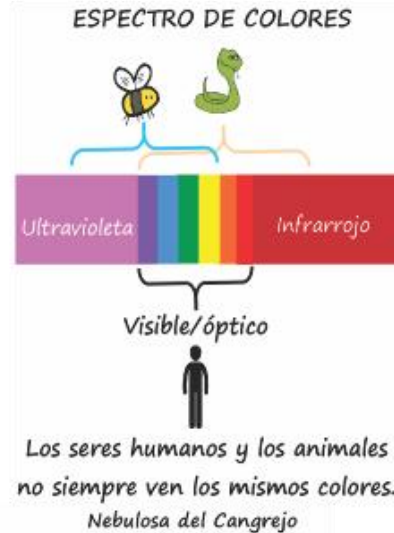 ESPECTRO DE COLORES
Ultravioleta
Infrarrojo
Visible/óptico
Los seres humanos y los animales
no siempre ven los mismos colores.
Nebulosa del Cangrejo